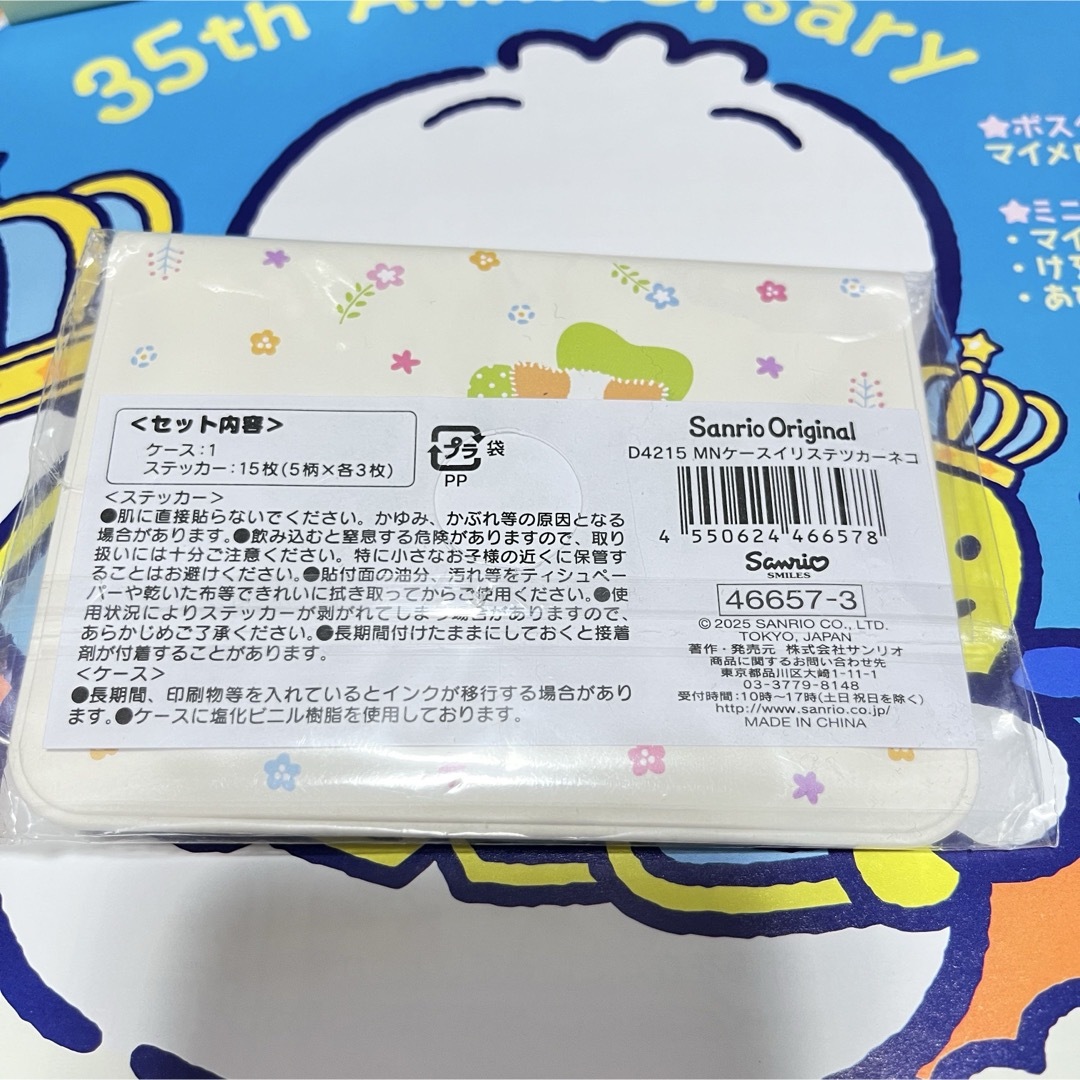 35th Anniversary
★ポス
マイメ
★ミニ
・マイ
・けろ
・あひ
<セット内容>
ケース:1
ステッカー:15枚(5柄×各3枚)
プラ 袋
PP
<ステッカー>
●肌に直接貼らないでください。かゆみ、かぶれ等の原因となる
場合があります。●飲み込むと窒息する危険がありますので、取り
扱いには十分ご注意ください。特に小さなお子様の近くに保管す
ることはお避けください。●貼付面の油分、汚れ等をティシュペー
パーや乾いた布等できれいに拭き取ってからご使用ください。●使
用状況によりステッカーが剥がれてしまう場合がありますので、
あらかじめご了承ください。●長期間付けたままにしておくと接着
剤が付着することがあります。
<ケース>
●長期間、印刷物等を入れているとインクが移行する場合があり
ます。●ケースに塩化ビニル樹脂を使用しております。
Sanrio Original
D4215 MNケースイリステツカーネコ
4 550624 466578
Sanrio
SMILES
46657-3
©2025 SANRIO CO., LTD.
TOKYO, JAPAN
著作・発売元 株式会社サンリオ
商品に関するお問い合わせ先
東京都品川区大崎1-11-1
03-3779-8148
受付時間:10時~17時(土日祝日を除く)
http://www.sanrio.co.jp/
MADE IN CHINA